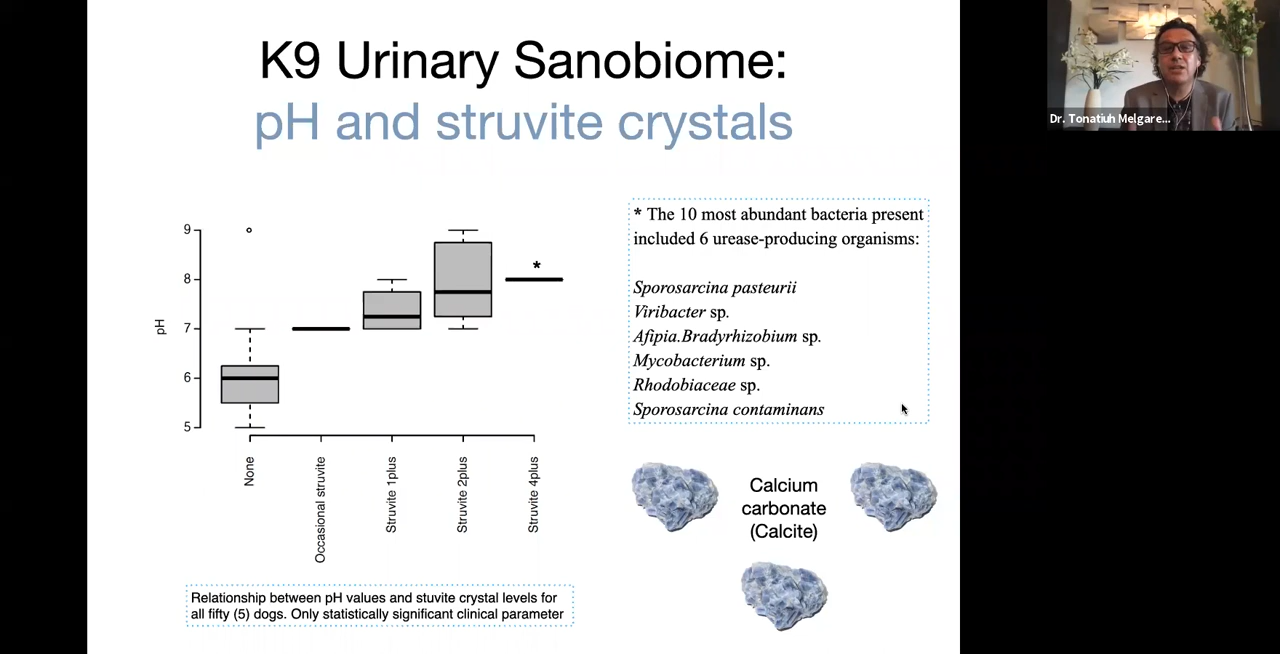 K9 Urinary Sanobiome:
pH and struvite crystals
Dr. Tonatiuh Melgare...
9
8
7
6
5
pH
*
None
Occasional struvite
Struvite 1plus
Struvite 2plus
Struvite 4plus
Relationship between pH values and stuvite crystal levels for
all fifty (5) dogs. Only statistically significant clinical parameter
* The 10 most abundant bacteria present
included 6 urease-producing organisms:
Sporosarcina pasteurii
Viribacter sp.
Afipia.Bradyrhizobium sp.
Mycobacterium sp.
Rhodobiaceae sp.
Sporosarcina contaminans
Calcium
carbonate
(Calcite)